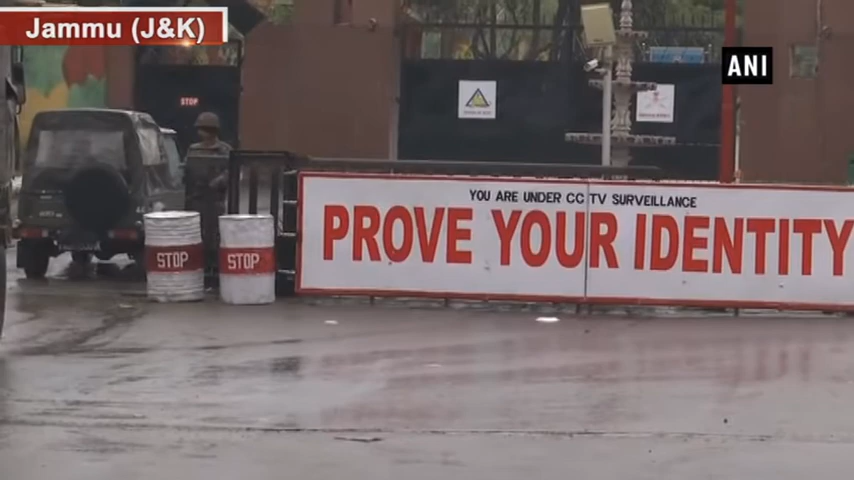 Jammu (J&K)
ANI
STOP
YOU ARE UNDER CC TV SURVEILLANCE
PROVE YOUR IDENTITY
STOP
STOP